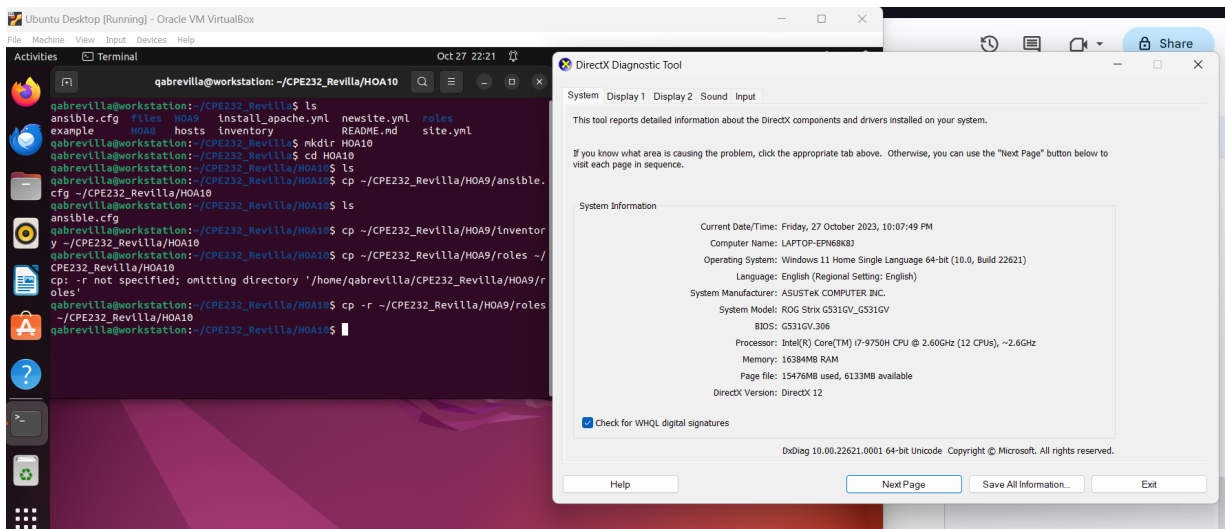 Ubuntu Desktop [Running] - Oracle VM VirtualBox
File Machine View Input Devices Help
Activities Terminal Oct 27 22:21
qabrevilla@workstation: ~/CPE232_Revilla/HOA10
qabrevilla@workstation:~/CPE232_Revilla$ ls
ansible.cfg files HOA9 install_apache.yml newsite.yml roles
example HOA8 hosts inventory README.md site.yml
qabrevilla@workstation:~/CPE232_Revilla$ mkdir HOA10
qabrevilla@workstation:~/CPE232_Revilla$ cd HOA10
qabrevilla@workstation:~/CPE232_Revilla/HOA10$ ls
qabrevilla@workstation:~/CPE232_Revilla/HOA10$ cp ~/CPE232_Revilla/HOA9/ansible.
cfg ~/CPE232_Revilla/HOA10
qabrevilla@workstation:~/CPE232_Revilla/HOA10$ ls
ansible.cfg
qabrevilla@workstation:~/CPE232_Revilla/HOA10$ cp ~/CPE232_Revilla/HOA9/inventor
y ~/CPE232_Revilla/HOA10
qabrevilla@workstation:~/CPE232_Revilla/HOA10$ cp ~/CPE232_Revilla/HOA9/roles ~/
CPE232_Revilla/HOA10
cp: -r not specified; omitting directory '/home/qabrevilla/CPE232_Revilla/HOA9/r
oles'
qabrevilla@workstation:~/CPE232_Revilla/HOA10$ cp -r ~/CPE232_Revilla/HOA9/roles
~/CPE232_Revilla/HOA10
qabrevilla@workstation:~/CPE232_Revilla/HOA10$
Share
DirectX Diagnostic Tool
System Display 1 Display 2 Sound Input
This tool reports detailed information about the DirectX components and drivers installed on your system.
If you know what area is causing the problem, click the appropriate tab above. Otherwise, you can use the "Next Page" button below to
visit each page in sequence.
System Information
Current Date/Time: Friday, 27 October 2023, 10:07:49 PM
Computer Name: LAPTOP-EPN68K8J
Operating System: Windows 11 Home Single Language 64-bit (10.0, Build 22621)
Language: English (Regional Setting: English)
System Manufacturer: ASUSTeK COMPUTER INC.
System Model: ROG Strix G531GV_G531GV
BIOS: G531GV.306
Processor: Intel(R) Core(TM) i7-9750H CPU @ 2.60GHz (12 CPUs), ~2.6GHz
Memory: 16384MB RAM
Page file: 15476MB used, 6133MB available
DirectX Version: DirectX 12
Check for WHQL digital signatures
DxDiag 10.00.22621.0001 64-bit Unicode Copyright © Microsoft. All rights reserved.
Help Next Page Save All Information... Exit